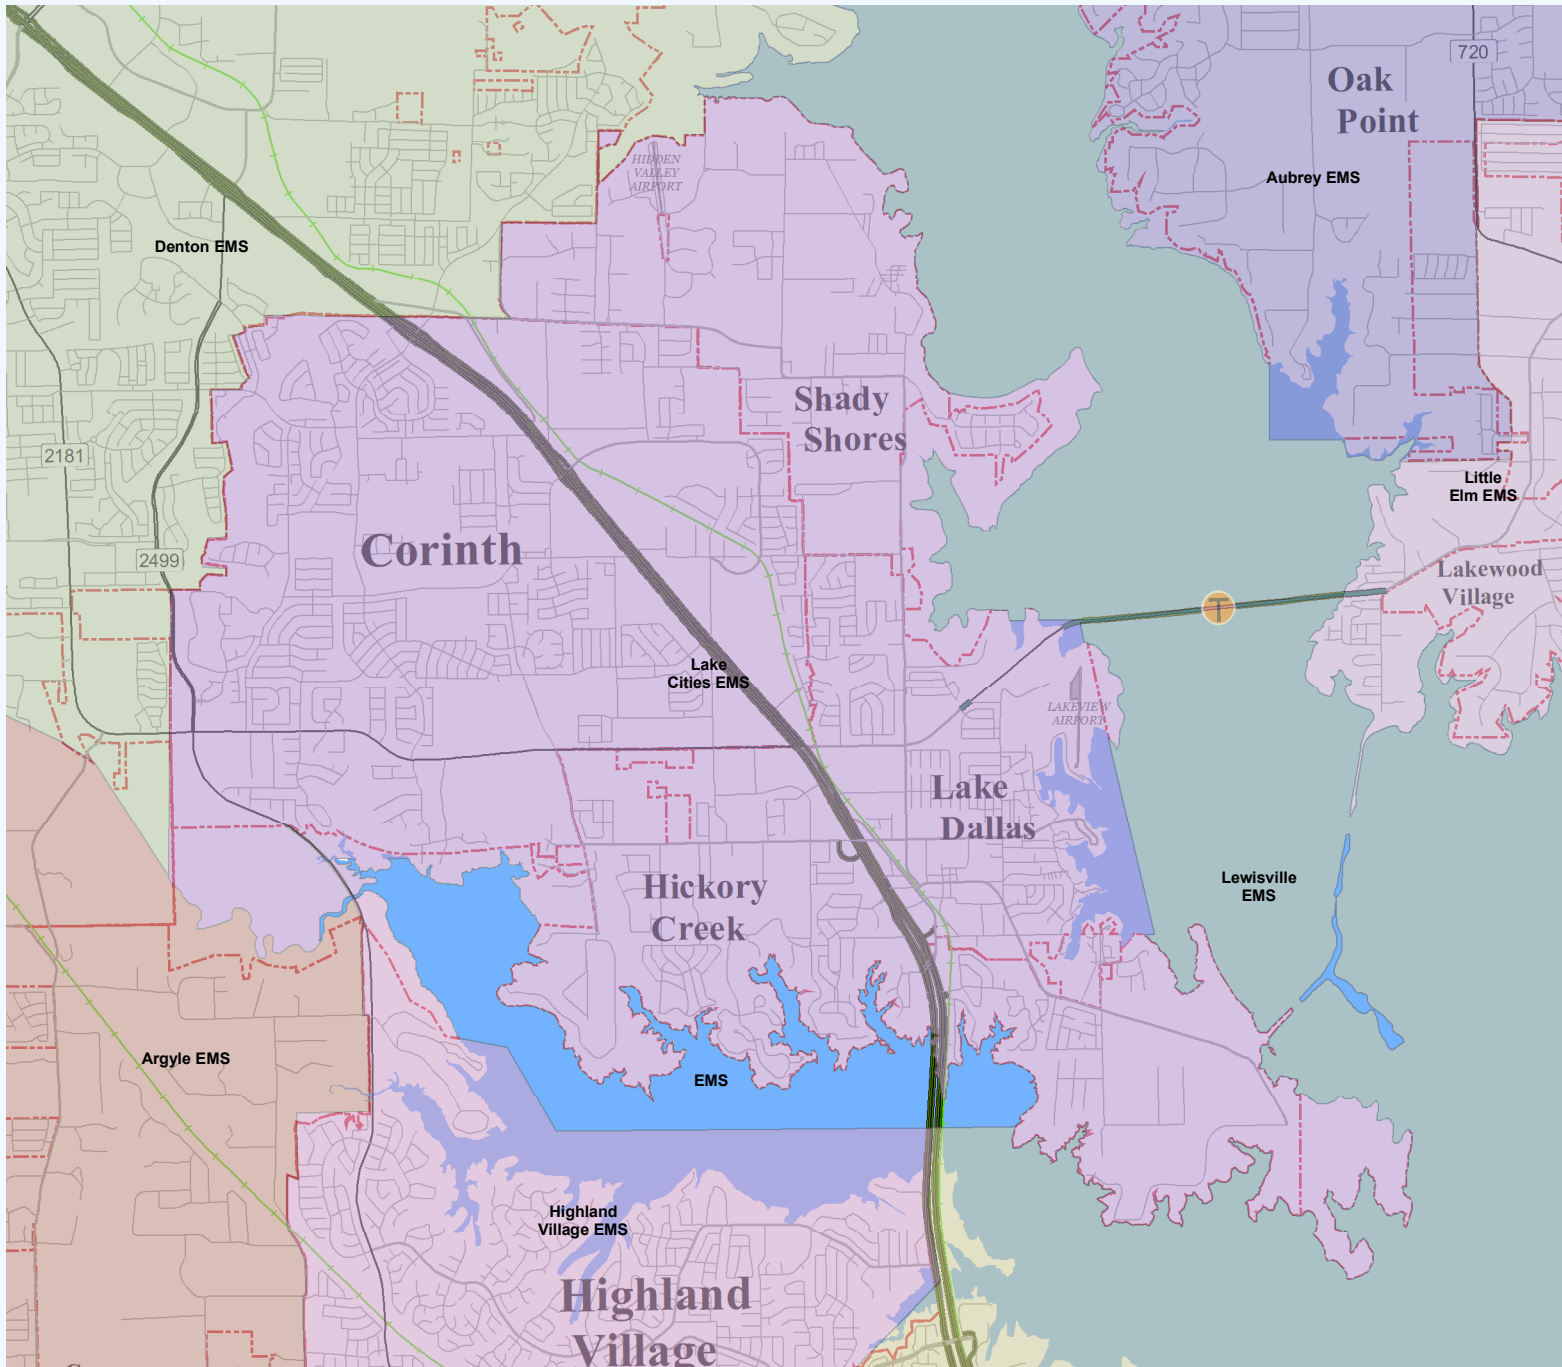 720
Oak
Point
HIDDEN
VALLEY
AIRPORT
Aubrey EMS
Denton EMS
Shady
Shores
2181
Little
Elm EMS
Corinth
2499
Lakewood
Village
T
Lake
Cities EMS
LAKEVIEW
AIRPORT
Lake
Dallas
Hickory
Creek
Lewisville
EMS
Argyle EMS
EMS
Highland
Village EMS
Highland
Village